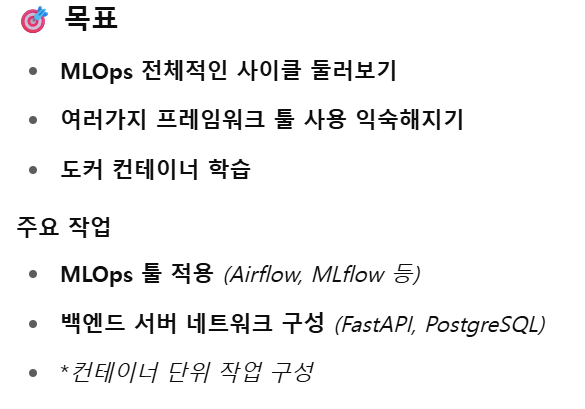 🎯 목표
• MLOps 전체적인 사이클 둘러보기
• 여러가지 프레임워크 툴 사용 익숙해지기
• 도커 컨테이너 학습
주요 작업
• MLOps 툴 적용 (Airflow, MLflow 등)
• 백엔드 서버 네트워크 구성 (FastAPI, PostgreSQL)
• *컨테이너 단위 작업 구성